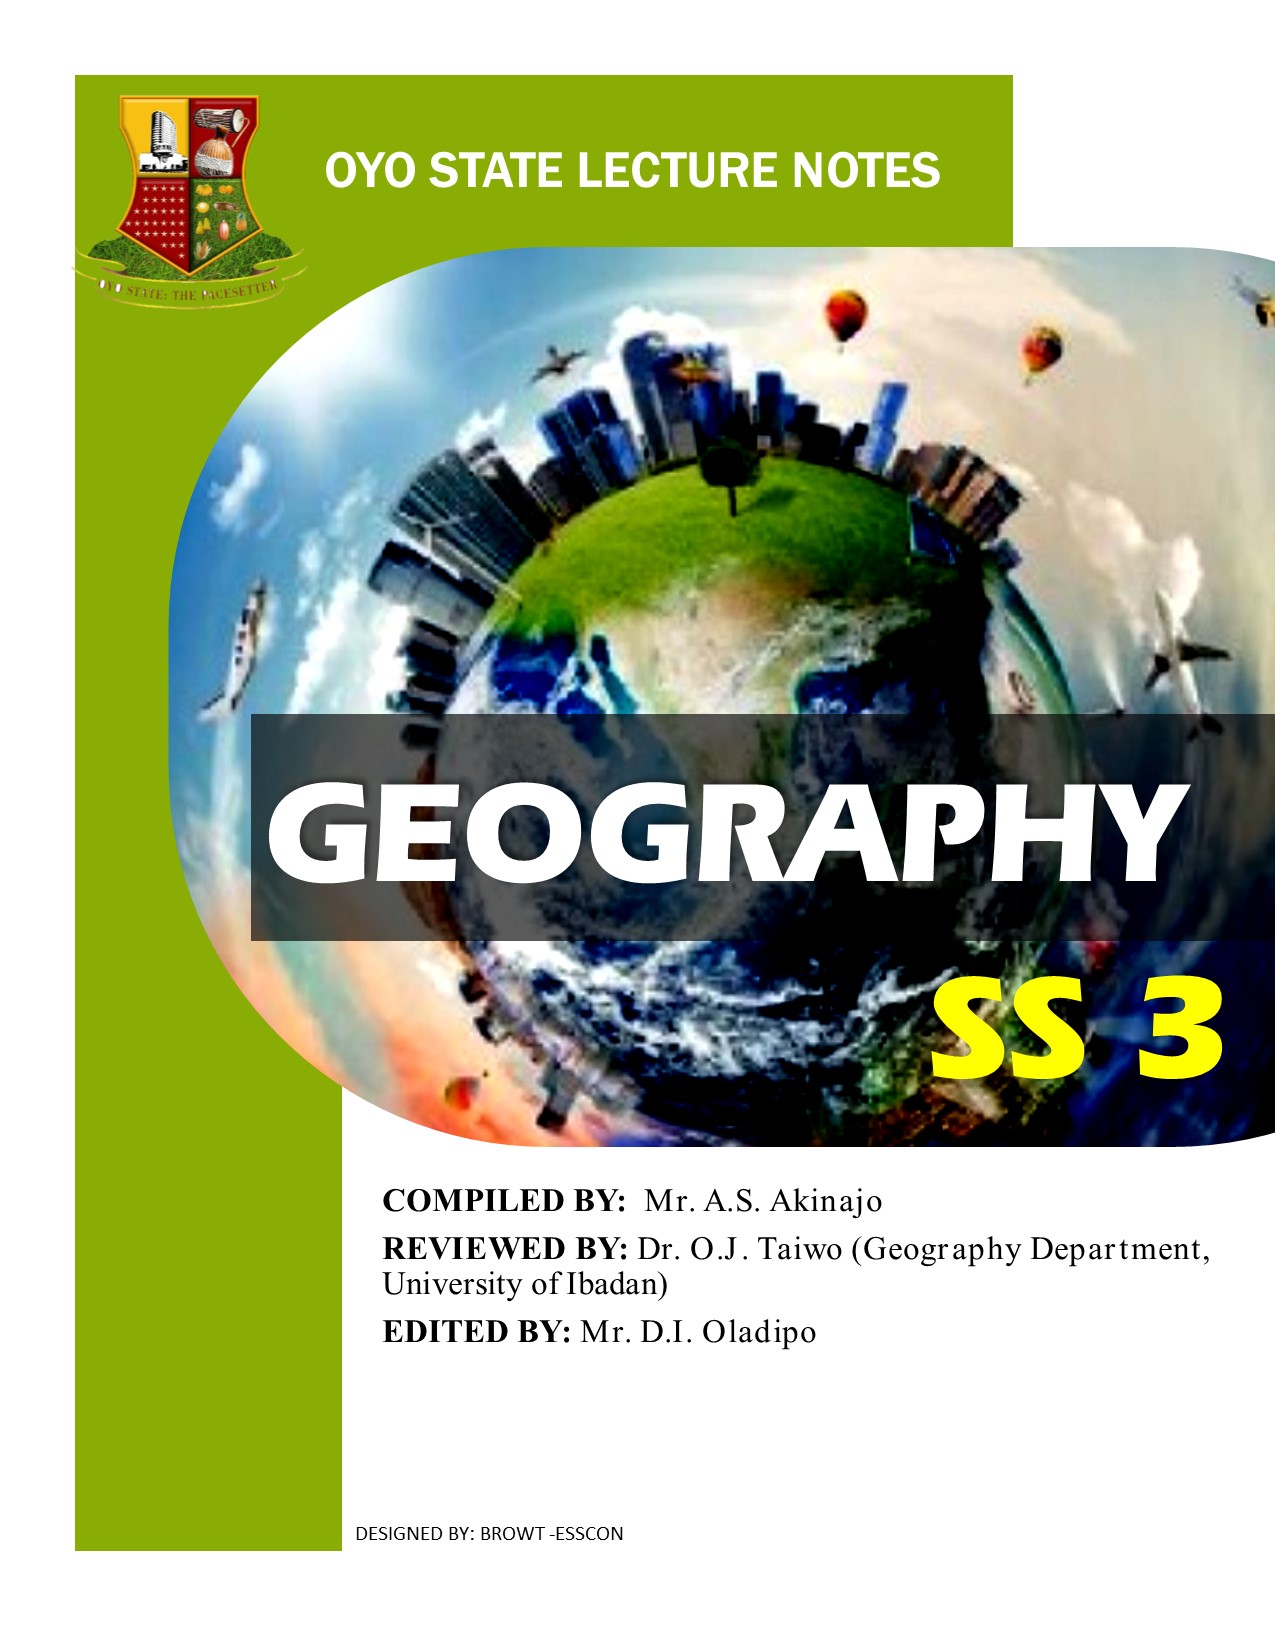 OYO STATE LECTURE NOTES
OYO STATE: THE PACESETTER
GEOGRAPHY
SS 3
COMPILED BY: Mr. A.S. Akinajo
REVIEWED BY: Dr. O.J. Taiwo (Geography Department,
University of Ibadan)
EDITED BY: Mr. D.I. Oladipo
DESIGNED BY: BROWT -ESSCON